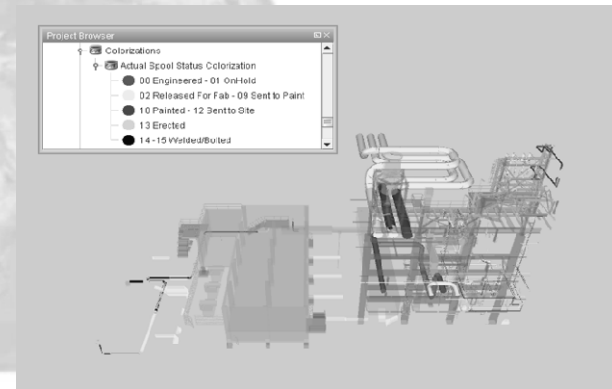 Project Browser
Colorizations
Actual Spool Status Colorization
00 Engineered - 01 OnHold
02 Released For Fab - 09 Sent to Paint
10 Painted - 12 Sent to Site
13 Erected
14 -15 Welded/Bolted